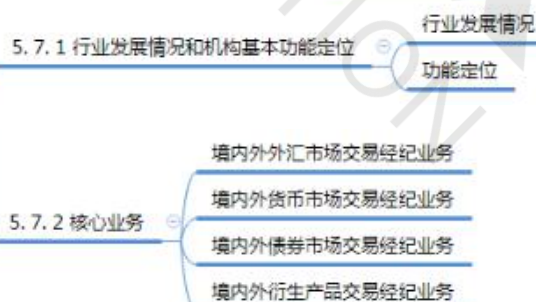 行业发展情况
5.7.1 行业发展情况和机构基本功能定位
功能定位
境内外外汇市场交易经纪业务
境内外货币市场交易经纪业务
5.7.2 核心业务
境内外债券市场交易经纪业务
境内外衍生产品交易经纪业务